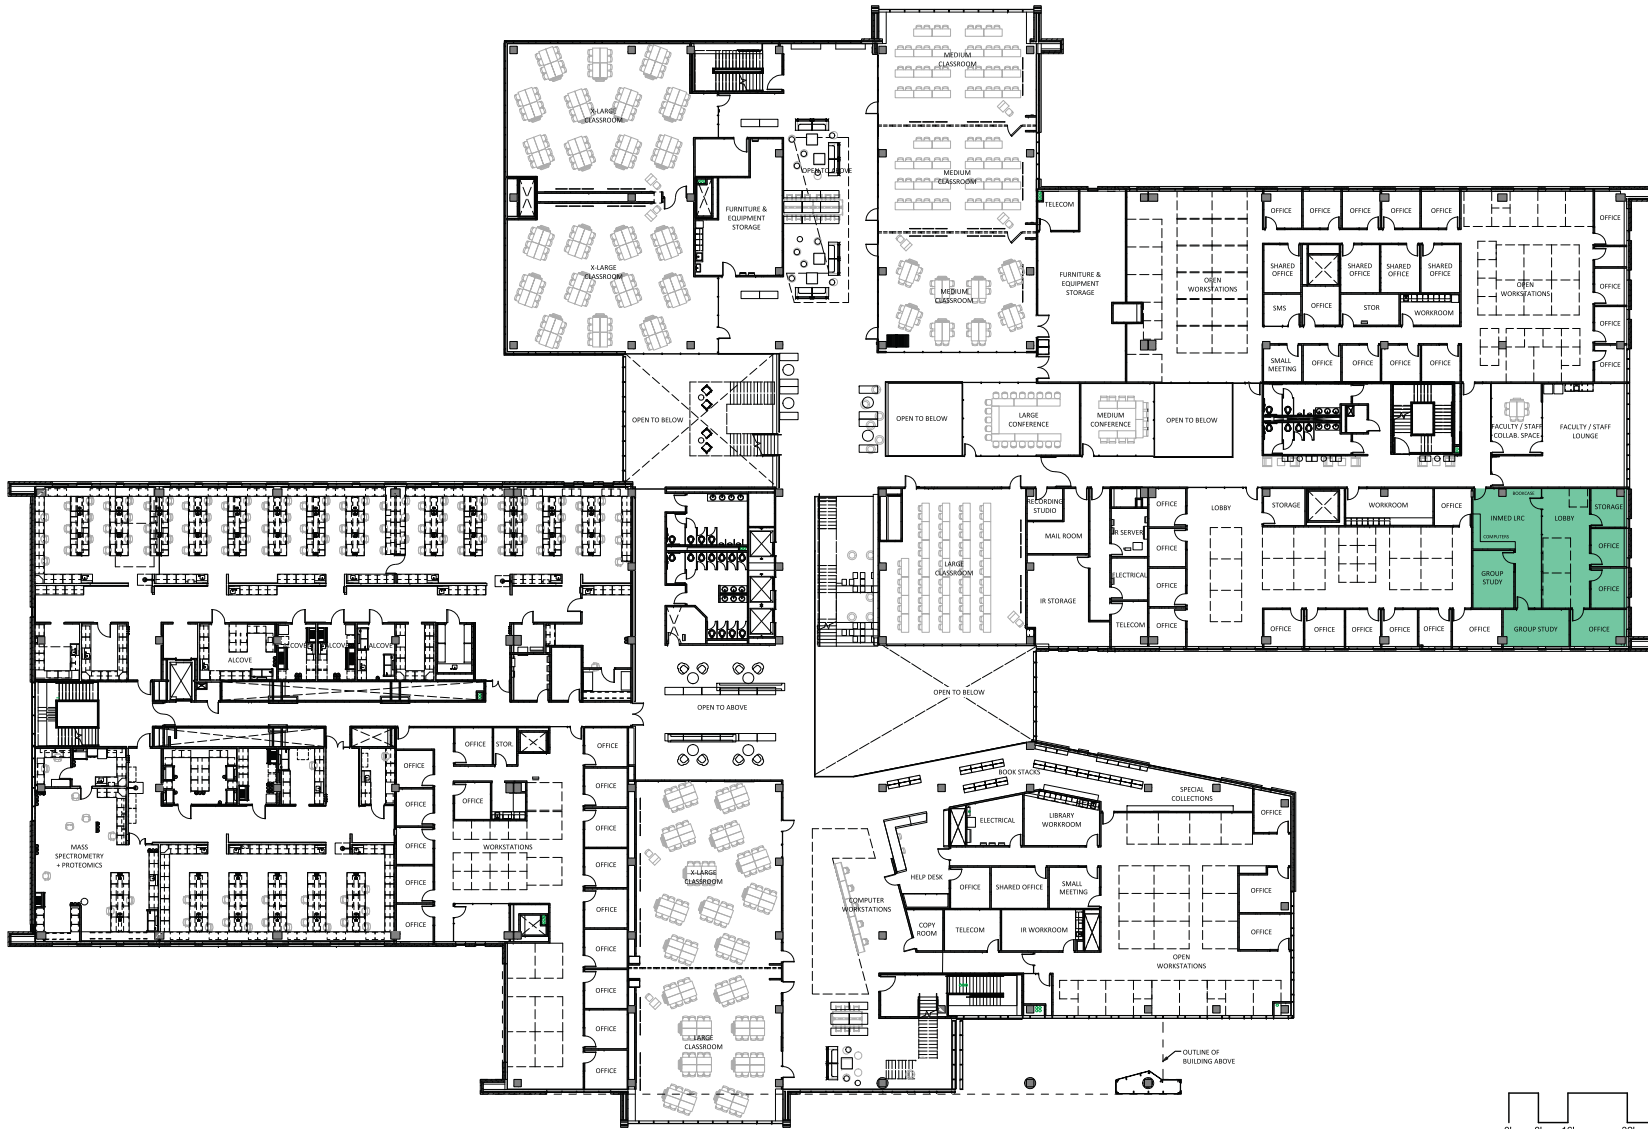 MEDIUM
CLASSROOM
X-LARGE
CLASSROOM
OPEN TO ABOVE
MEDIUM
CLASSROOM
FURNITURE &
EQUIPMENT
STORAGE
TELECOM
X-LARGE
CLASSROOM
MEDIUM
CLASSROOM
FURNITURE &
EQUIPMENT
STORAGE
OPEN
WORKSTATIONS
OFFICE
OFFICE
OFFICE
OFFICE
OFFICE
OFFICE
SHARED
OFFICE
SHARED
OFFICE
SHARED
OFFICE
SHARED
OFFICE
OFFICE
SMS
OFFICE
STOR
WORKROOM
OPEN
WORKSTATIONS
OFFICE
OFFICE
SMALL
MEETING
OFFICE
OFFICE
OFFICE
OFFICE
OFFICE
OPEN TO BELOW
OPEN TO BELOW
LARGE
CONFERENCE
MEDIUM
CONFERENCE
OPEN TO BELOW
FACULTY / STAFF
COLLAB. SPACE
FACULTY / STAFF
LOUNGE
RECORDING
STUDIO
MAIL ROOM
IR SERVER
OFFICE
LOBBY
STORAGE
WORKROOM
OFFICE
BOOKCASE
INMED LRC
LOBBY
STORAGE
COMPUTERS
OFFICE
OFFICE
LARGE
CLASSROOM
ELECTRICAL
OFFICE
GROUP
STUDY
OFFICE
IR STORAGE
TELECOM
OFFICE
OFFICE
OFFICE
OFFICE
OFFICE
OFFICE
OFFICE
GROUP STUDY
OFFICE
ALCOVE
ALCOVE
ALCOVE
ALCOVE
OPEN TO BELOW
OPEN TO ABOVE
OFFICE
STOR.
OFFICE
OFFICE
OFFICE
OFFICE
OFFICE
OFFICE
OFFICE
WORKSTATIONS
OFFICE
OFFICE
OFFICE
OFFICE
OFFICE
OFFICE
OFFICE
OFFICE
OFFICE
MASS
SPECTROMETRY
+ PROTEOMICS
X-LARGE
CLASSROOM
LARGE
CLASSROOM
BOOK STACKS
SPECIAL
COLLECTIONS
OFFICE
ELECTRICAL
LIBRARY
WORKROOM
HELP DESK
OFFICE
SHARED OFFICE
SMALL
MEETING
OFFICE
COMPUTER
WORKSTATIONS
COPY
ROOM
TELECOM
IR WORKROOM
OFFICE
OPEN
WORKSTATIONS
OUTLINE OF
BUILDING ABOVE